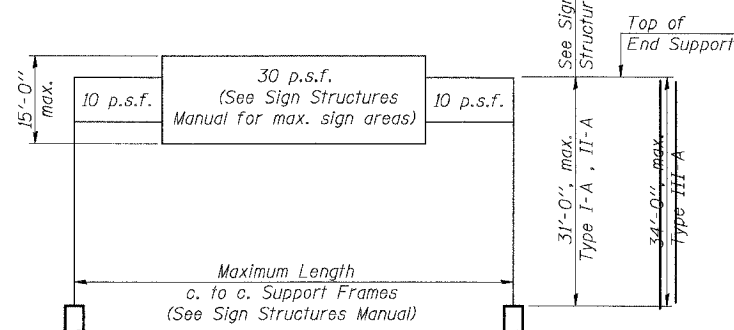 See Sign
Structur
Top of
End Support
15'-0"
max.
10 p.s.f.
30 p.s.f.
(See Sign Structures
Manual for max. sign areas)
10 p.s.f.
31'-0", max.
Type I-A , II-A
34'-0", max.
Type III-A
Maximum Length
c. to c. Support Frames
(See Sign Structures Manual)